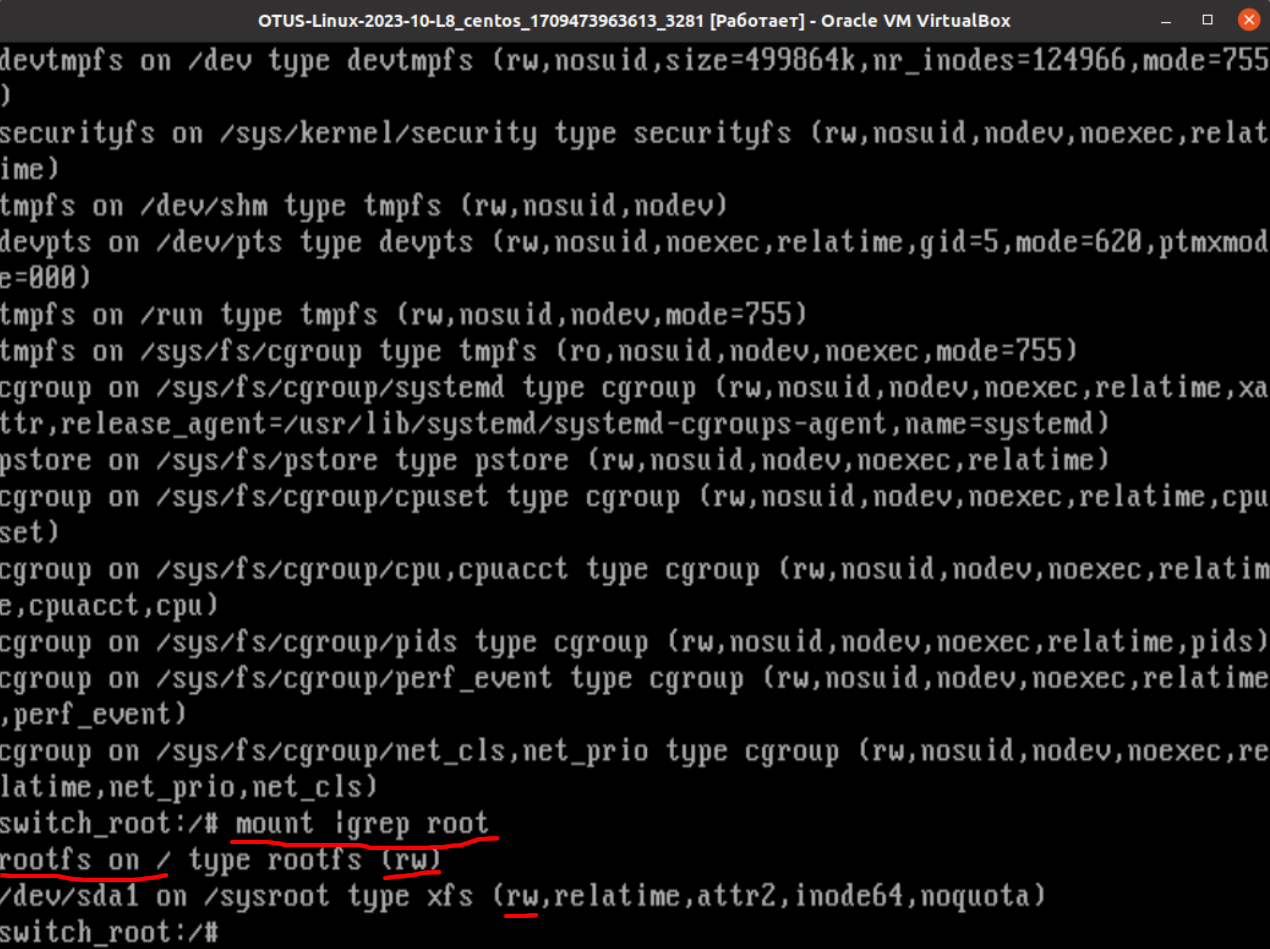 OTUS-Linux-2023-10-L8_centos_1709473963613_3281 [Работает] - Oracle VM VirtualBox
devtmpfs on /dev type devtmpfs (rw,nosuid,size=499864k,nr_inodes=124966,mode=755
)
securityfs on /sys/kernel/security type securityfs (rw,nosuid,nodev,noexec,relat
ime)
tmpfs on /dev/shm type tmpfs (rw,nosuid,nodev)
devpts on /dev/pts type devpts (rw,nosuid,noexec,relatime,gid=5,mode=620,ptmxmod
e=000)
tmpfs on /run type tmpfs (rw,nosuid,nodev,mode=755)
tmpfs on /sys/fs/cgroup type tmpfs (ro,nosuid,nodev,noexec,mode=755)
cgroup on /sys/fs/cgroup/systemd type cgroup (rw,nosuid,nodev,noexec,relatime,xa
ttr,release_agent=/usr/lib/systemd/systemd-cgroups-agent,name=systemd)
pstore on /sys/fs/pstore type pstore (rw,nosuid,nodev,noexec,relatime)
cgroup on /sys/fs/cgroup/cpuset type cgroup (rw,nosuid,nodev,noexec,relatime,cpu
set)
cgroup on /sys/fs/cgroup/cpu,cpuacct type cgroup (rw,nosuid,nodev,noexec,relatim
e,cpuacct,cpu)
cgroup on /sys/fs/cgroup/pids type cgroup (rw,nosuid,nodev,noexec,relatime,pids)
cgroup on /sys/fs/cgroup/perf_event type cgroup (rw,nosuid,nodev,noexec,relatime
,perf_event)
cgroup on /sys/fs/cgroup/net_cls,net_prio type cgroup (rw,nosuid,nodev,noexec,re
latime,net_prio,net_cls)
switch_root:/# mount |grep root
rootfs on / type rootfs (rw)
/dev/sda1 on /sysroot type xfs (rw,relatime,attr2,inode64,noquota)
switch_root:/#